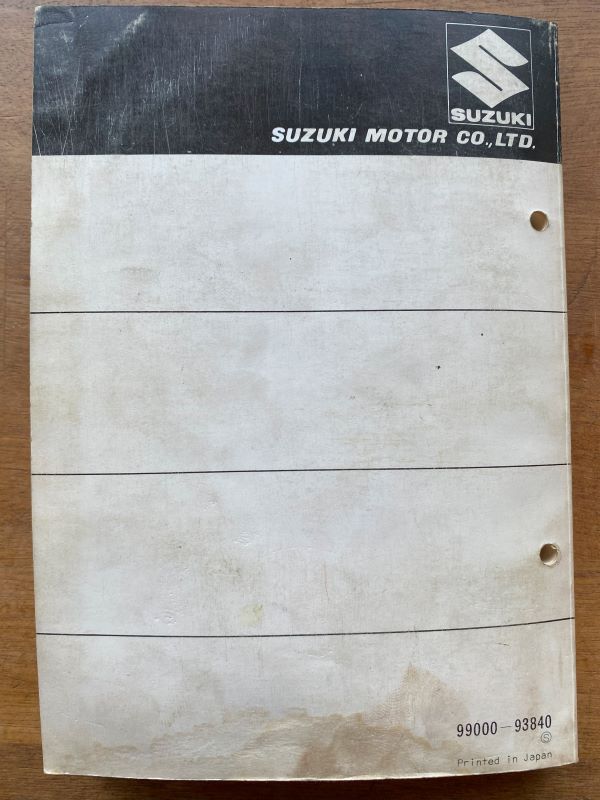 SUZUKI
SUZUKI MOTOR CO.,LTD.
99000-93840
Ⓢ
Printed in Japan